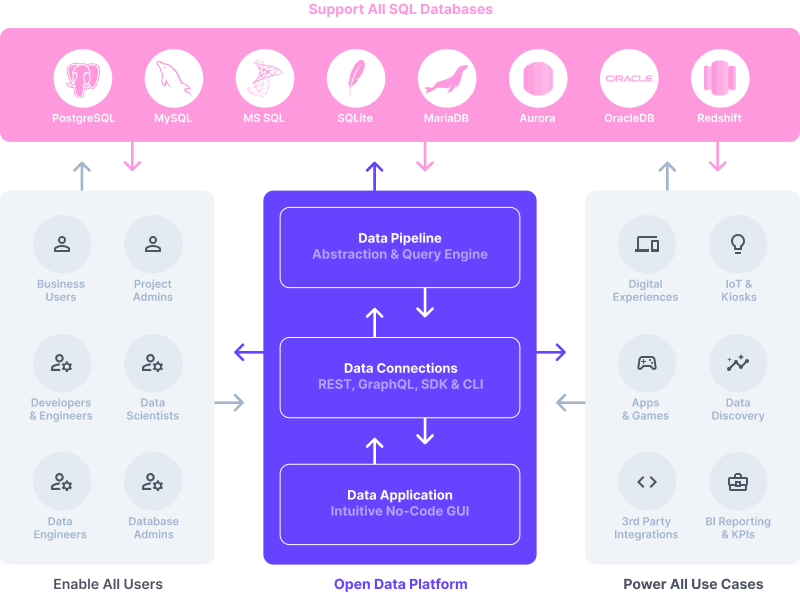 Support All SQL Databases
ORACLE
PostgreSQL
MySQL
MS SQL
SQLite
MariaDB
Aurora
OracleDB
Redshift
Business
Users
Project
Admins
Developers
& Engineers
Data
Scientists
Data
Engineers
Database
Admins
Enable All Users
Data Pipeline
Abstraction & Query Engine
Data Connections
REST, GraphQL, SDK & CLI
Data Application
Intuitive No-Code GUI
Open Data Platform
Digital
Experiences
IoT &
Kiosks
Apps
& Games
Data
Discovery
3rd Party
Integrations
BI Reporting
& KPIs
Power All Use Cases